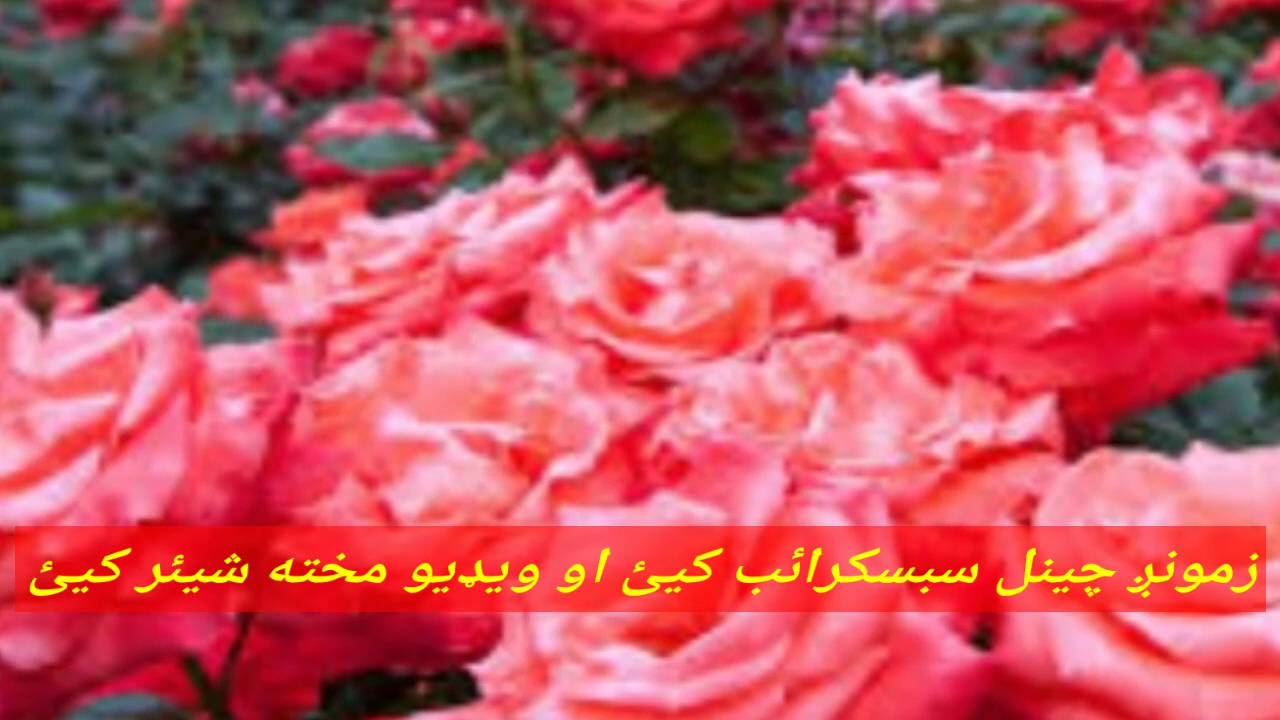 زمونږ چینل سبسکرائب کیئ او ویډیو مخته شیئر کیئ